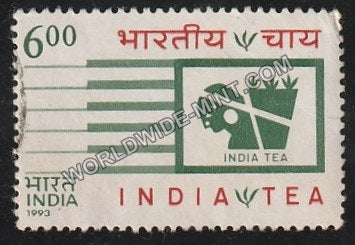 6.00 भारतीय चाय
INDIA TEA
भारत
INDIA
1993
INDIA TEA
WORLDWIDE-MINT.COM